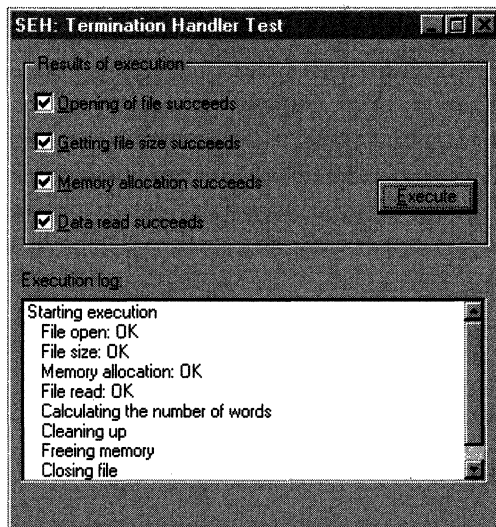 SEH: Termination Handler Test
Results of execution
Opening of file succeeds
Getting file size succeeds
Memory allocation succeeds
Execute
Data read succeeds
Execution log:
Starting execution
File open: OK
File size: OK
Memory allocation: OK
File read: OK
Calculating the number of words
Cleaning up
Freeing memory
Closing file